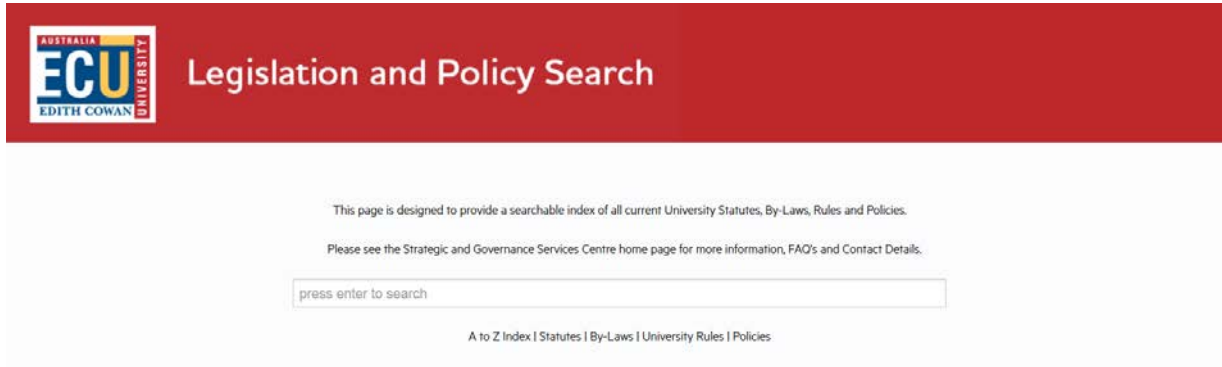 AUSTRALIA
ECU
EDITH COWAN
UNIVERSITY
Legislation and Policy Search
This page is designed to provide a searchable index of all current University Statutes, By-Laws, Rules and Policies.
Please see the Strategic and Governance Services Centre home page for more information, FAQ's and Contact Details.
press enter to search
A to Z Index | Statutes | By-Laws | University Rules | Policies